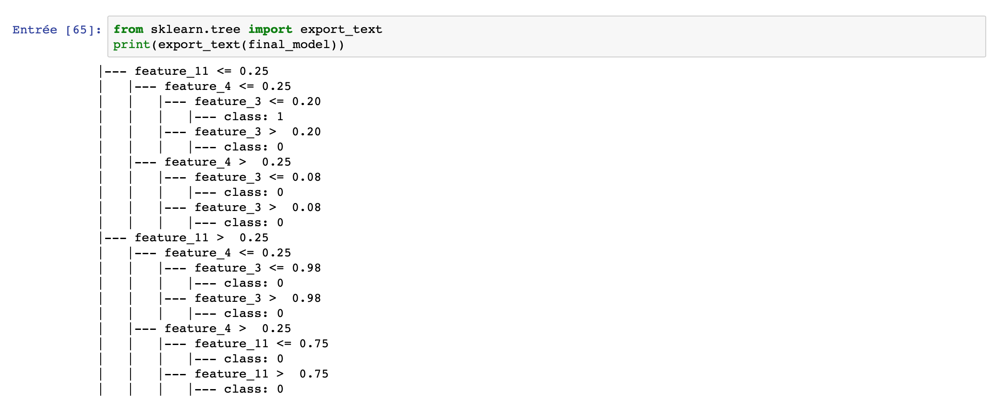 Entrée [65]: from sklearn.tree import export_text
print(export_text(final_model))
|--- feature_11 <= 0.25
|   |--- feature_4 <= 0.25
|   |   |--- feature_3 <= 0.20
|   |   |   |--- class: 1
|   |   |--- feature_3 >  0.20
|   |   |   |--- class: 0
|   |--- feature_4 >  0.25
|   |   |--- feature_3 <= 0.08
|   |   |   |--- class: 0
|   |   |--- feature_3 >  0.08
|   |   |   |--- class: 0
|--- feature_11 >  0.25
|   |--- feature_4 <= 0.25
|   |   |--- feature_3 <= 0.98
|   |   |   |--- class: 0
|   |   |--- feature_3 >  0.98
|   |   |   |--- class: 0
|   |--- feature_4 >  0.25
|   |   |--- feature_11 <= 0.75
|   |   |   |--- class: 0
|   |   |--- feature_11 >  0.75
|   |   |   |--- class: 0